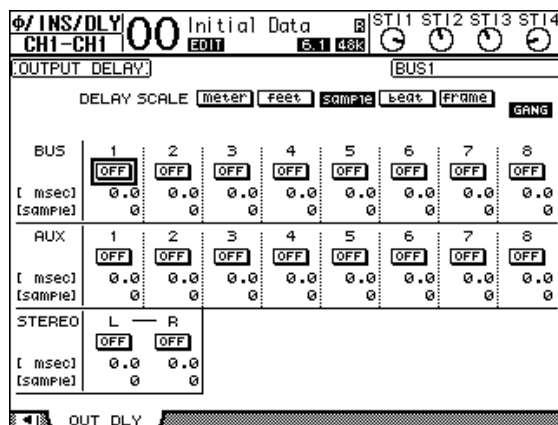 Φ/INS/DLY 00 Initial Data R ST11 ST12 ST13 ST14
CH1-CH1 EDIT 6.1 48k
OUTPUT DELAY BUS1
DELAY SCALE meter feet sample beat frame
GANG
BUS 1 2 3 4 5 6 7 8
OFF OFF OFF OFF OFF OFF OFF OFF
[ msec] 0.0 0.0 0.0 0.0 0.0 0.0 0.0 0.0
[sample] 0 0 0 0 0 0 0 0
AUX 1 2 3 4 5 6 7 8
OFF OFF OFF OFF OFF OFF OFF OFF
[ msec] 0.0 0.0 0.0 0.0 0.0 0.0 0.0 0.0
[sample] 0 0 0 0 0 0 0 0
STEREO L — R
OFF OFF
[ msec] 0.0 0.0
[sample] 0 0
OUT DLY